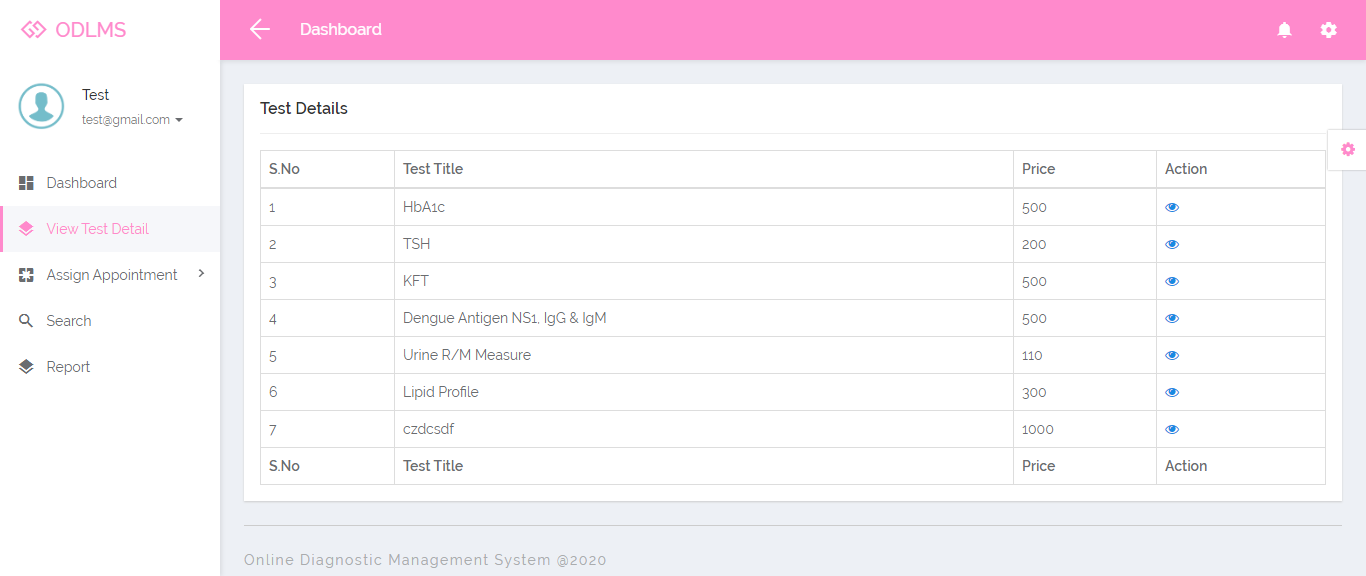 ODLMS
Dashboard
Test
test@gmail.com
Dashboard
View Test Detail
Assign Appointment
Search
Report
Test Details
S.No Test Title Price Action
1 HbA1c 500
2 TSH 200
3 KFT 500
4 Dengue Antigen NS1, IgG & IgM 500
5 Urine R/M Measure 110
6 Lipid Profile 300
7 czdcsdf 1000
S.No Test Title Price Action
Online Diagnostic Management System @2020